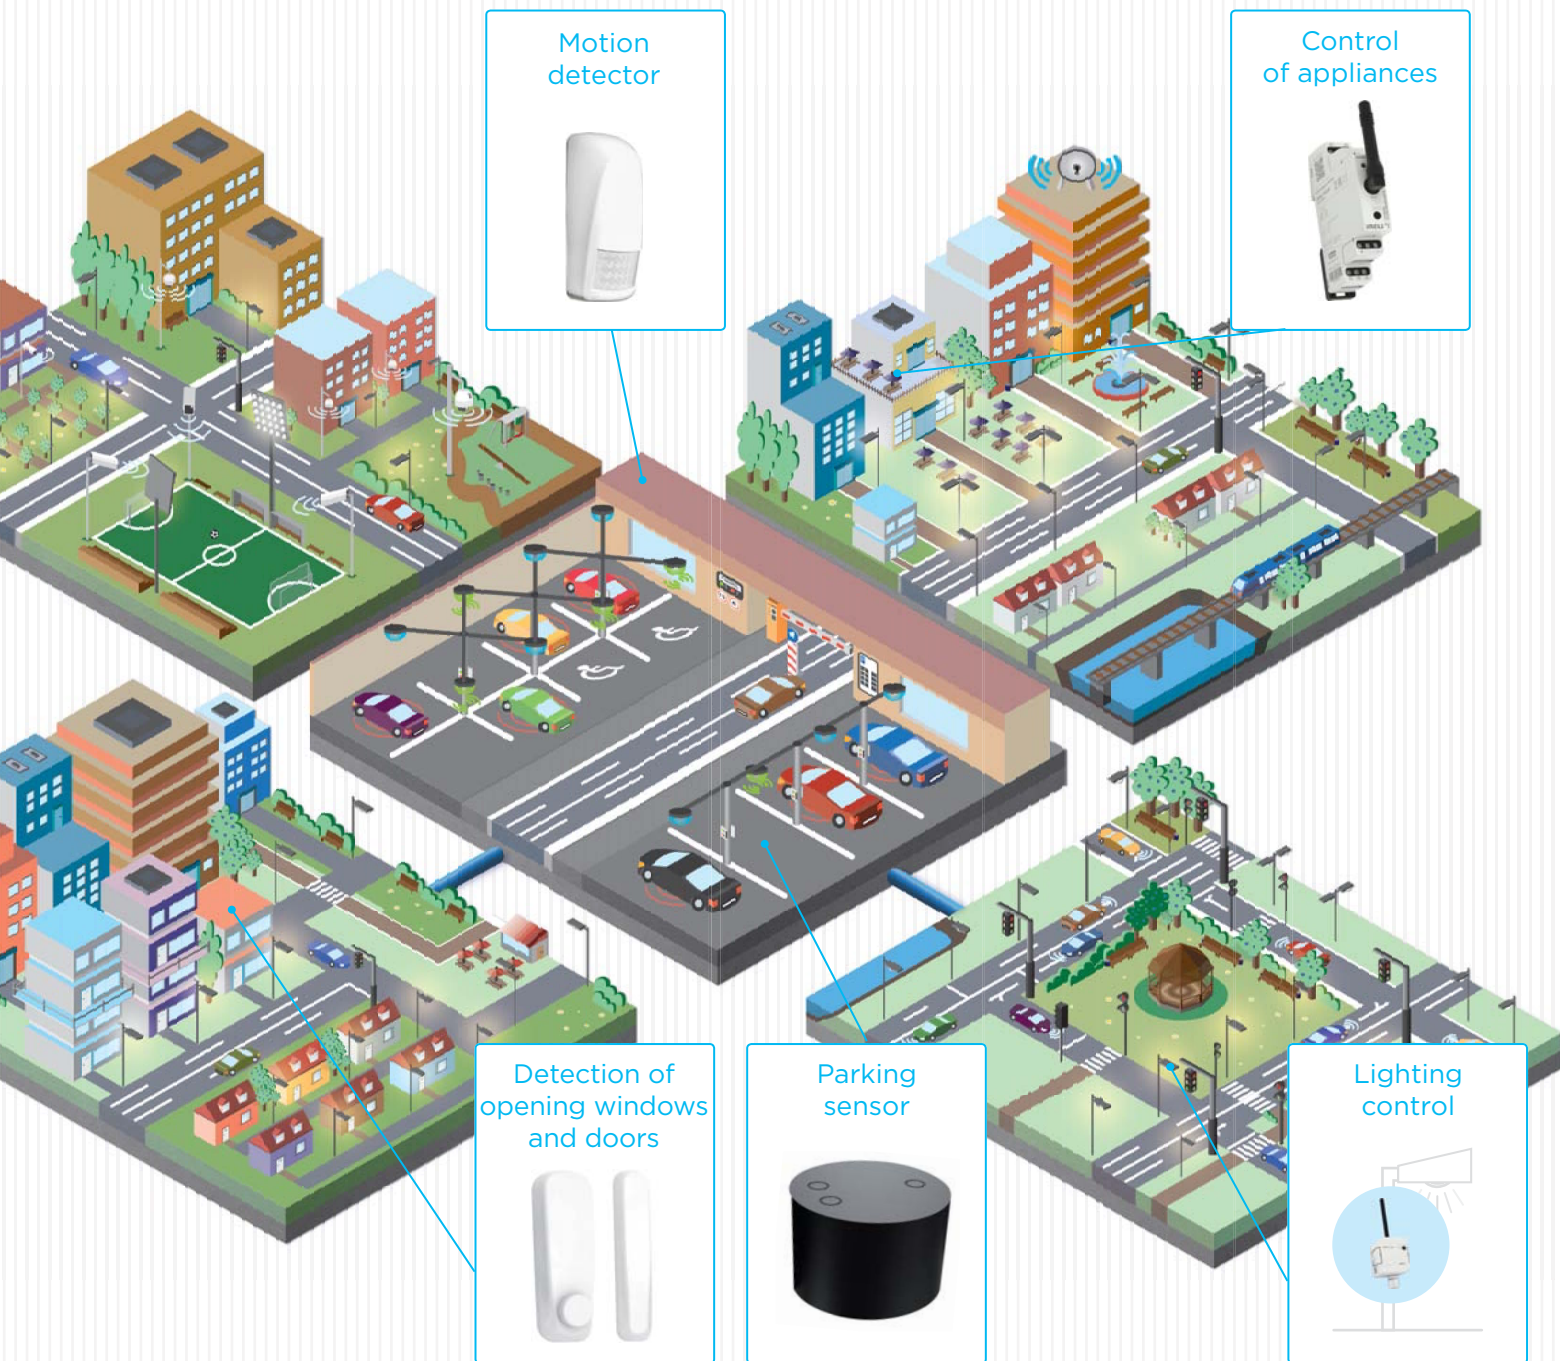 Motion
detector
Control
of appliances
Detection of
opening windows
and doors
Parking
sensor
Lighting
control